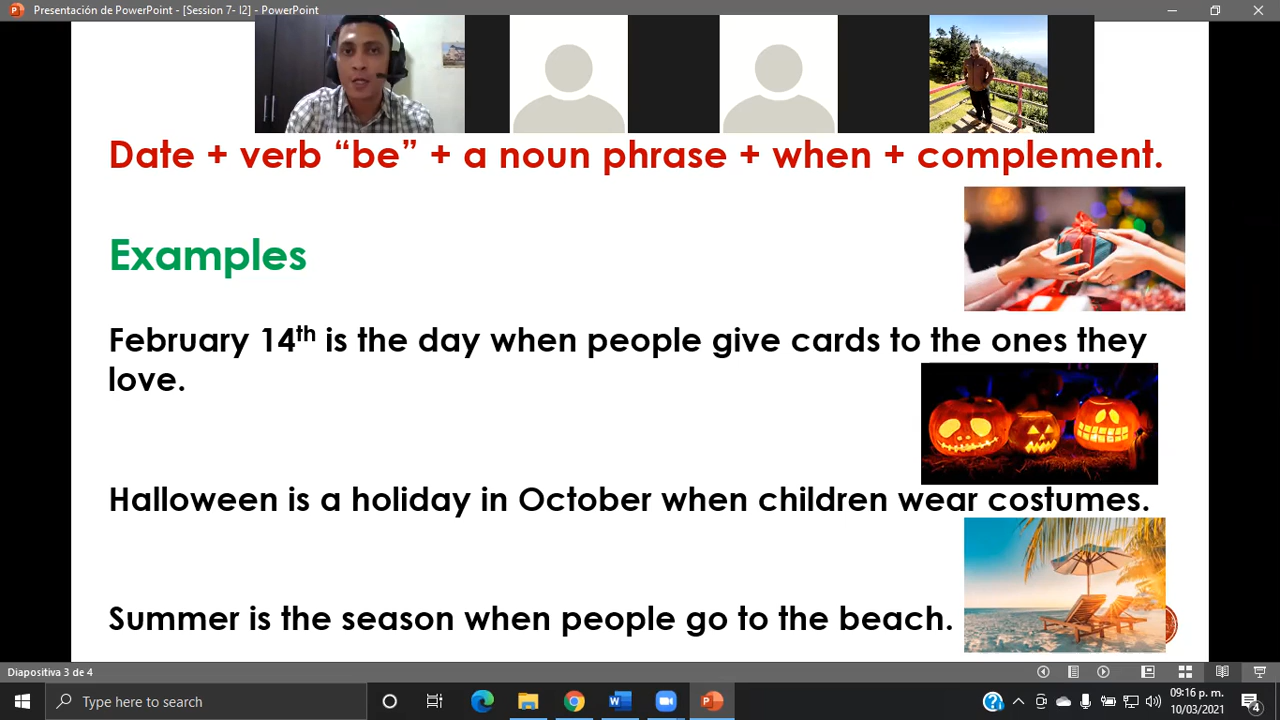 Presentación de PowerPoint - [Session 7- I2] - PowerPoint
Date + verb “be” + a noun phrase + when + complement.
Examples
February 14th is the day when people give cards to the ones they
love.
Halloween is a holiday in October when children wear costumes.
Summer is the season when people go to the beach.
Diapositiva 3 de 4
Type here to search
09:16 p. m.
10/03/2021
4